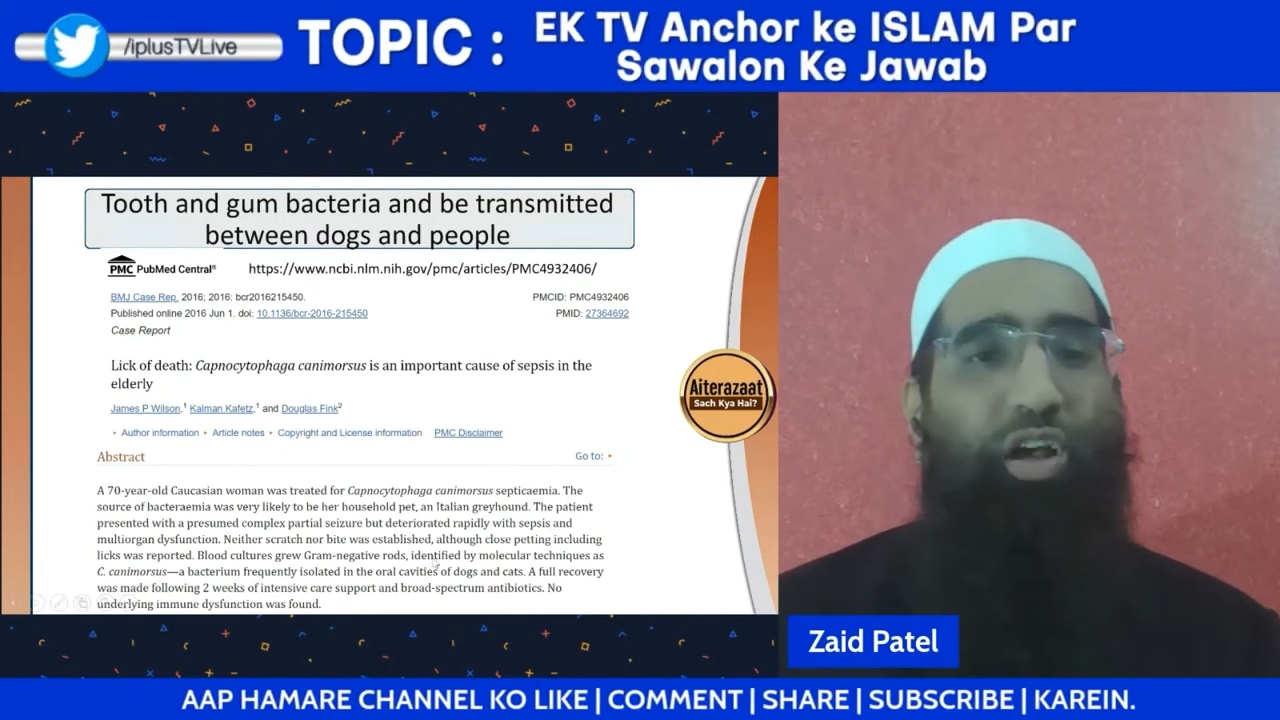 /iplusTVLive
TOPIC :
EK TV Anchor ke ISLAM Par
Sawalon Ke Jawab
Tooth and gum bacteria and be transmitted
between dogs and people
PMC PubMed Central®
https://www.ncbi.nlm.nih.gov/pmc/articles/PMC4932406/
BMJ Case Rep. 2016; 2016: bcr2016215450.
PMCID: PMC4932406
Published online 2016 Jun 1. doi: 10.1136/bcr-2016-215450
PMID: 27364692
Case Report
Lick of death: Capnocytophaga canimorsus is an important cause of sepsis in the
elderly
James P Wilson,1 Kalman Kafetz,1 and Douglas Fink2
Author information Article notes Copyright and License information PMC Disclaimer
Abstract
Go to:
A 70-year-old Caucasian woman was treated for Capnocytophaga canimorsus septicaemia. The
source of bacteraemia was very likely to be her household pet, an Italian greyhound. The patient
presented with a presumed complex partial seizure but deteriorated rapidly with sepsis and
multiorgan dysfunction. Neither scratch nor bite was established, although close petting including
licks was reported. Blood cultures grew Gram-negative rods, identified by molecular techniques as
C. canimorsus—a bacterium frequently isolated in the oral cavities of dogs and cats. A full recovery
was made following 2 weeks of intensive care support and broad-spectrum antibiotics. No
underlying immune dysfunction was found.
Aiterazaat
Sach Kya Hai?
Zaid Patel
AAP HAMARE CHANNEL KO LIKE | COMMENT | SHARE | SUBSCRIBE | KAREIN.